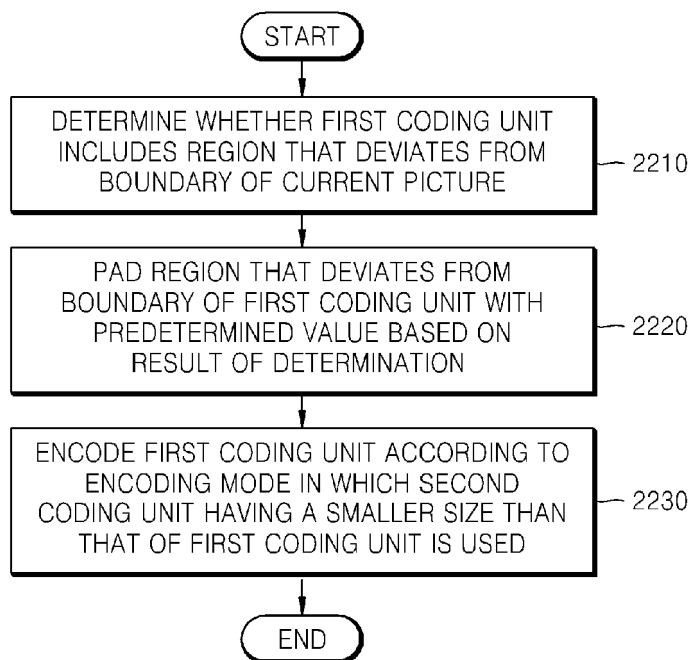 START
DETERMINE WHETHER FIRST CODING UNIT
INCLUDES REGION THAT DEVIATES FROM
BOUNDARY OF CURRENT PICTURE
2210
PAD REGION THAT DEVIATES FROM
BOUNDARY OF FIRST CODING UNIT WITH
PREDETERMINED VALUE BASED ON
RESULT OF DETERMINATION
2220
ENCODE FIRST CODING UNIT ACCORDING TO
ENCODING MODE IN WHICH SECOND
CODING UNIT HAVING A SMALLER SIZE THAN
THAT OF FIRST CODING UNIT IS USED
2230
END